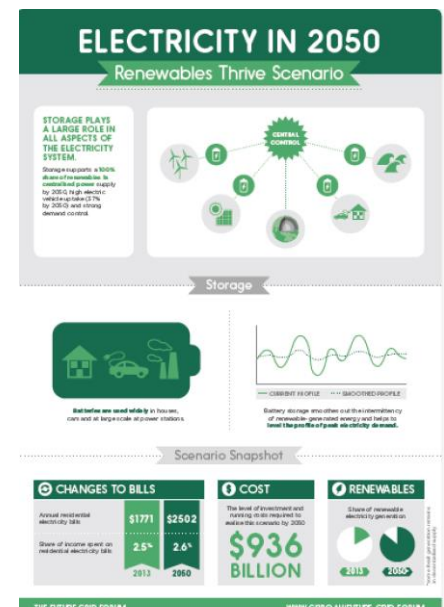 ELECTRICITY IN 2050
Renewables Thrive Scenario
STORAGE PLAYS
A LARGE ROLE IN
ALL ASPECTS OF
THE ELECTRICITY
SYSTEM.
Storage supports a 100%
share of renewables in
centralised power supply
by 2050, high electric
vehicle uptake (37%
by 2050) and strong
demand control.
CENTRAL
CONTROL
Storage
Batteries are used widely in houses,
cars and at large scale at power stations.
CURRENT PROFILE
SMOOTHED PROFILE
Battery storage smoothes out the intermittency
of renewable-generated energy and helps to
level the profile of peak electricity demand.
Scenario Snapshot
CHANGES TO BILLS
Annual residential
electricity bills
$1771
$2502
Share of income spent on
residential electricity bills
2.5%
2.6%
2013
2050
COST
The level of investment and
running costs required to
realise this scenario by 2050
$936
BILLION
RENEWABLES
Share of renewable
electricity generation
2013
2050*
THE FUTURE GRID FORUM